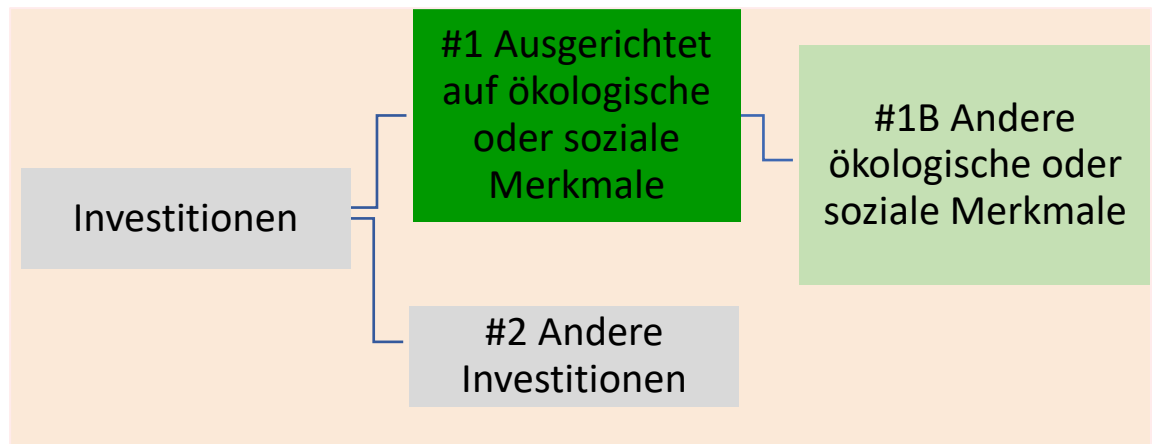 #1 Ausgerichtet
auf ökologische
oder soziale
Merkmale
#1B Andere
ökologische oder
soziale Merkmale
Investitionen
#2 Andere
Investitionen